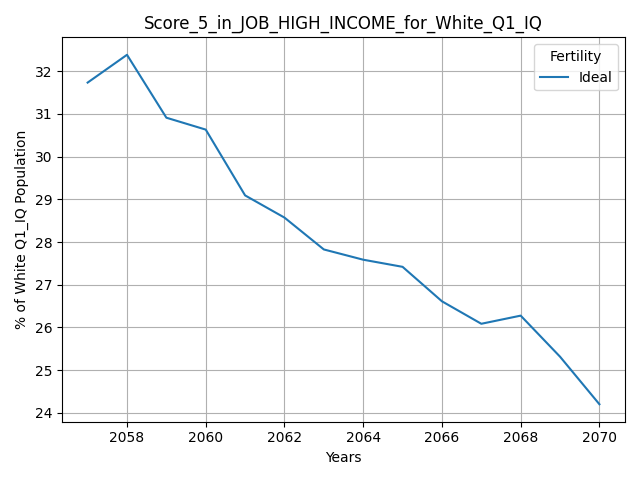 Score_5_in_JOB_HIGH_INCOME_for_White_Q1_IQ
Fertility
Ideal
% of White Q1_IQ Population
32
31
30
29
28
27
26
25
24
2058 2060 2062 2064 2066 2068 2070
Years